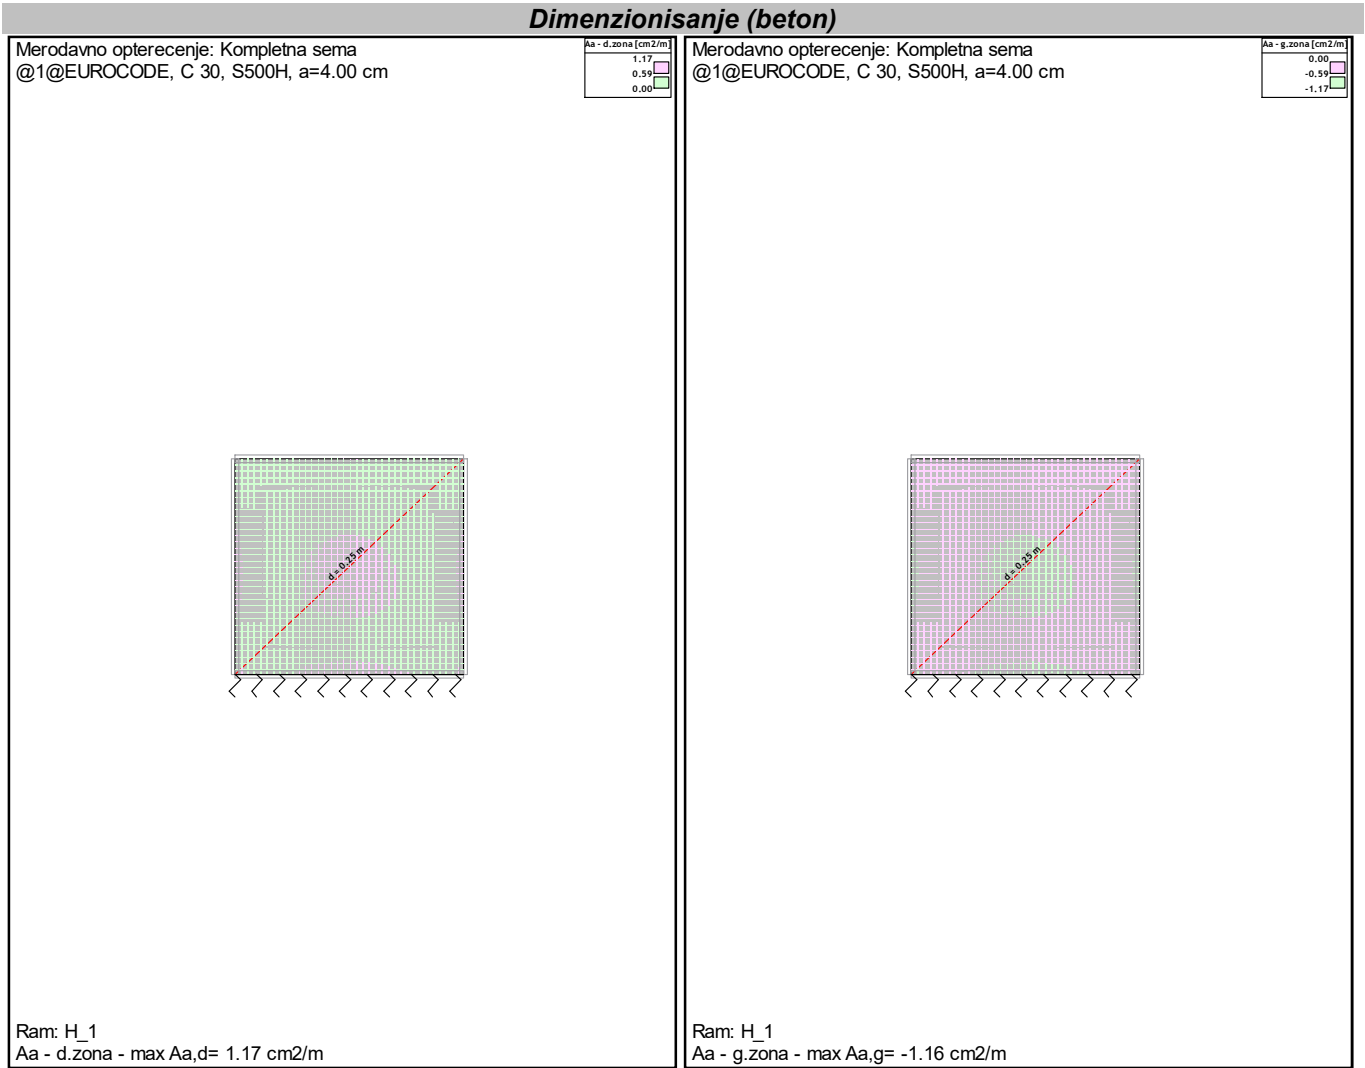 Dimenzionisanje (beton)
Merodavno opterecenje: Kompletna sema
@1@EUROCODE, C 30, S500H, a=4.00 cm
Aa - d.zona [cm2/m]
1.17
0.59
0.00
d = 0.25 m
Ram: H_1
Aa - d.zona - max Aa,d= 1.17 cm2/m
Merodavno opterecenje: Kompletna sema
@1@EUROCODE, C 30, S500H, a=4.00 cm
Aa - g.zona [cm2/m]
0.00
-0.59
-1.17
d = 0.25 m
Ram: H_1
Aa - g.zona - max Aa,g= -1.16 cm2/m